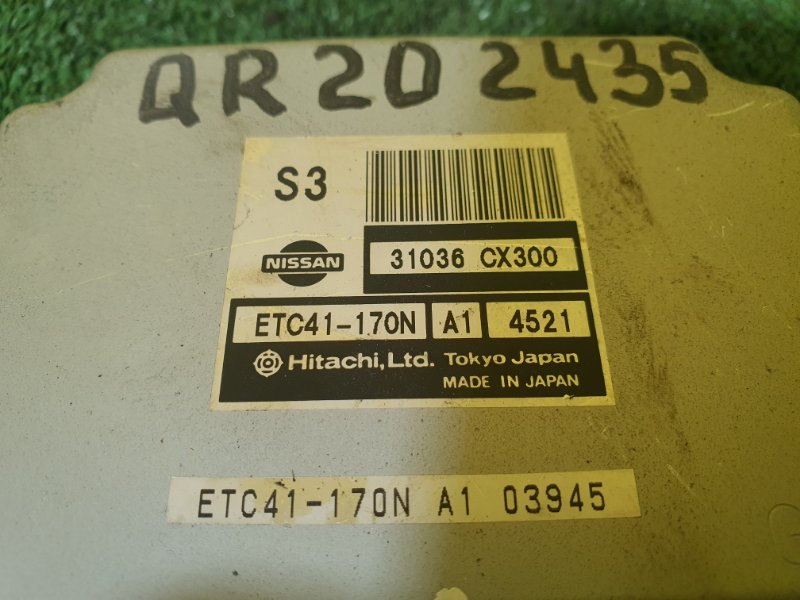 QR20 2435
S3
NISSAN
31036 CX300
ETC41-170N A1 4521
Hitachi, Ltd. Tokyo Japan
MADE IN JAPAN
ETC41-170N A1 03945